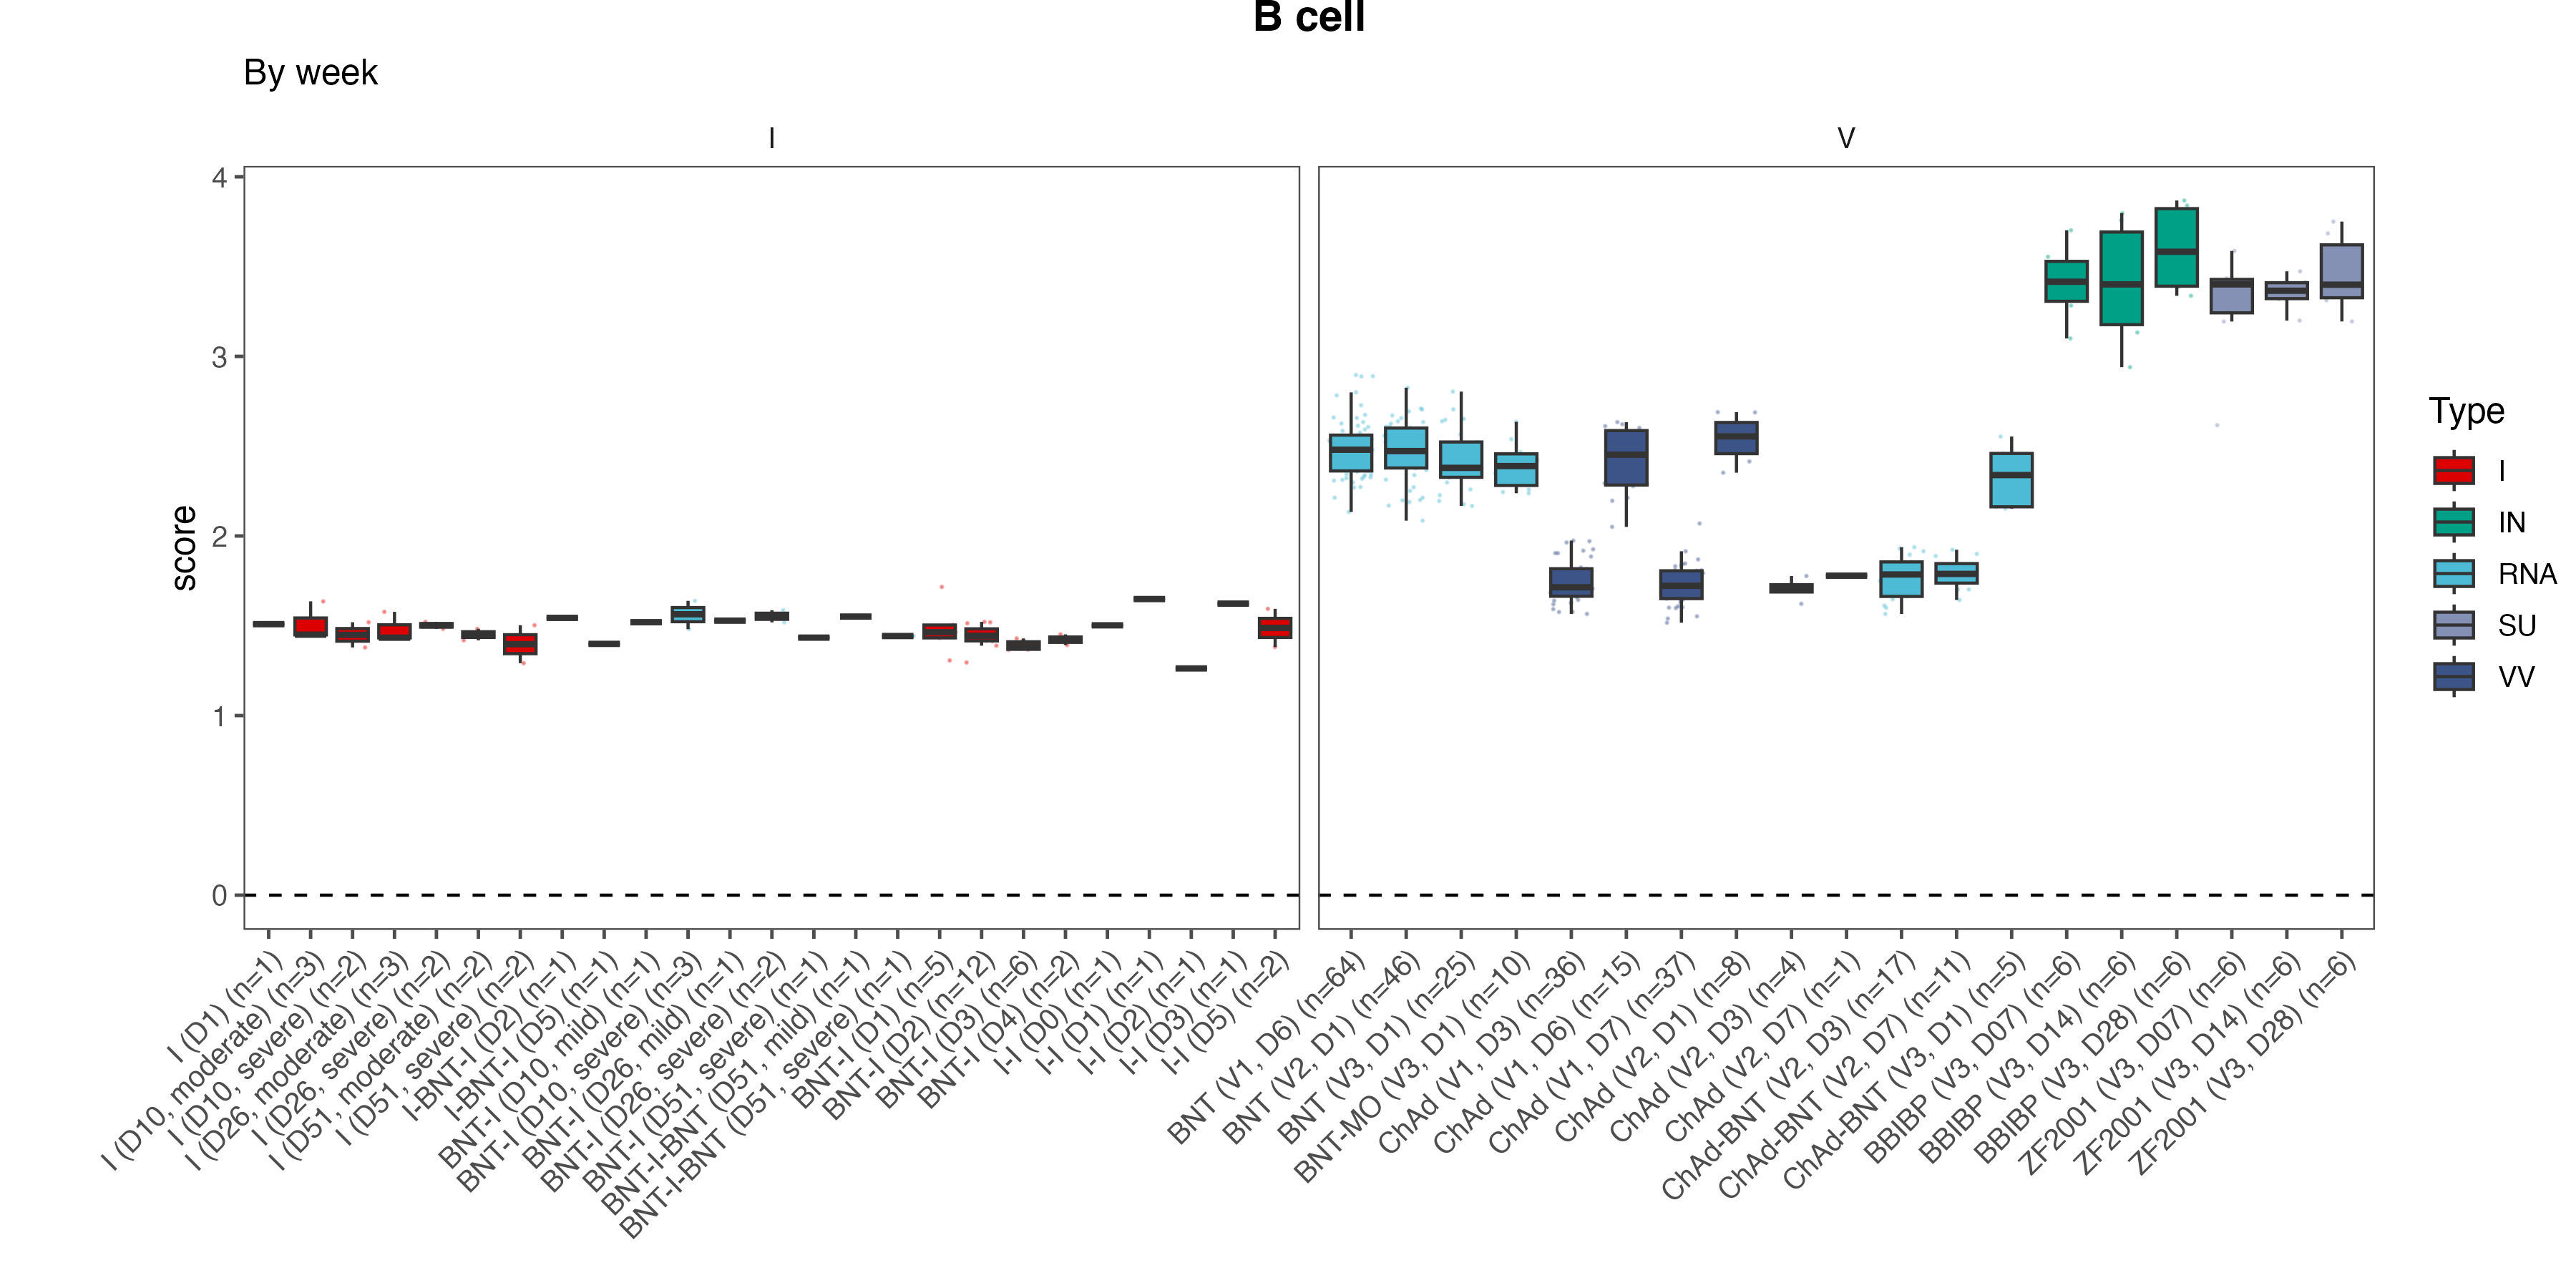 B cell
By week
I
V
score
4
3
2
1
0
I (D1) (n=1)
I (D10, moderate) (n=3)
I (D10, severe) (n=2)
I (D26, moderate) (n=3)
I (D26, severe) (n=2)
I (D51, moderate) (n=2)
I (D51, severe) (n=2)
I-BNT-I (D2) (n=1)
I-BNT-I (D5) (n=1)
BNT-I (D10, mild) (n=1)
BNT-I (D10, severe) (n=3)
BNT-I (D26, mild) (n=1)
BNT-I (D26, severe) (n=2)
BNT-I (D51, severe) (n=1)
BNT-I-BNT (D51, mild) (n=1)
BNT-I-BNT (D51, severe) (n=1)
BNT-I (D1) (n=5)
BNT-I (D2) (n=12)
BNT-I (D3) (n=6)
BNT-I (D4) (n=2)
I-I (D0) (n=1)
I-I (D1) (n=1)
I-I (D2) (n=1)
I-I (D3) (n=1)
I-I (D5) (n=2)
BNT (V1, D6) (n=64)
BNT (V2, D1) (n=46)
BNT (V3, D1) (n=25)
BNT-MO (V3, D1) (n=10)
ChAd (V1, D3) (n=36)
ChAd (V1, D6) (n=15)
ChAd (V1, D7) (n=37)
ChAd (V2, D1) (n=8)
ChAd (V2, D3) (n=4)
ChAd (V2, D7) (n=1)
ChAd-BNT (V2, D3) (n=17)
ChAd-BNT (V2, D7) (n=11)
ChAd-BNT (V3, D1) (n=5)
BBIBP (V3, D07) (n=6)
BBIBP (V3, D14) (n=6)
BBIBP (V3, D28) (n=6)
ZF2001 (V3, D07) (n=6)
ZF2001 (V3, D14) (n=6)
ZF2001 (V3, D28) (n=6)
Type
I
IN
RNA
SU
VV